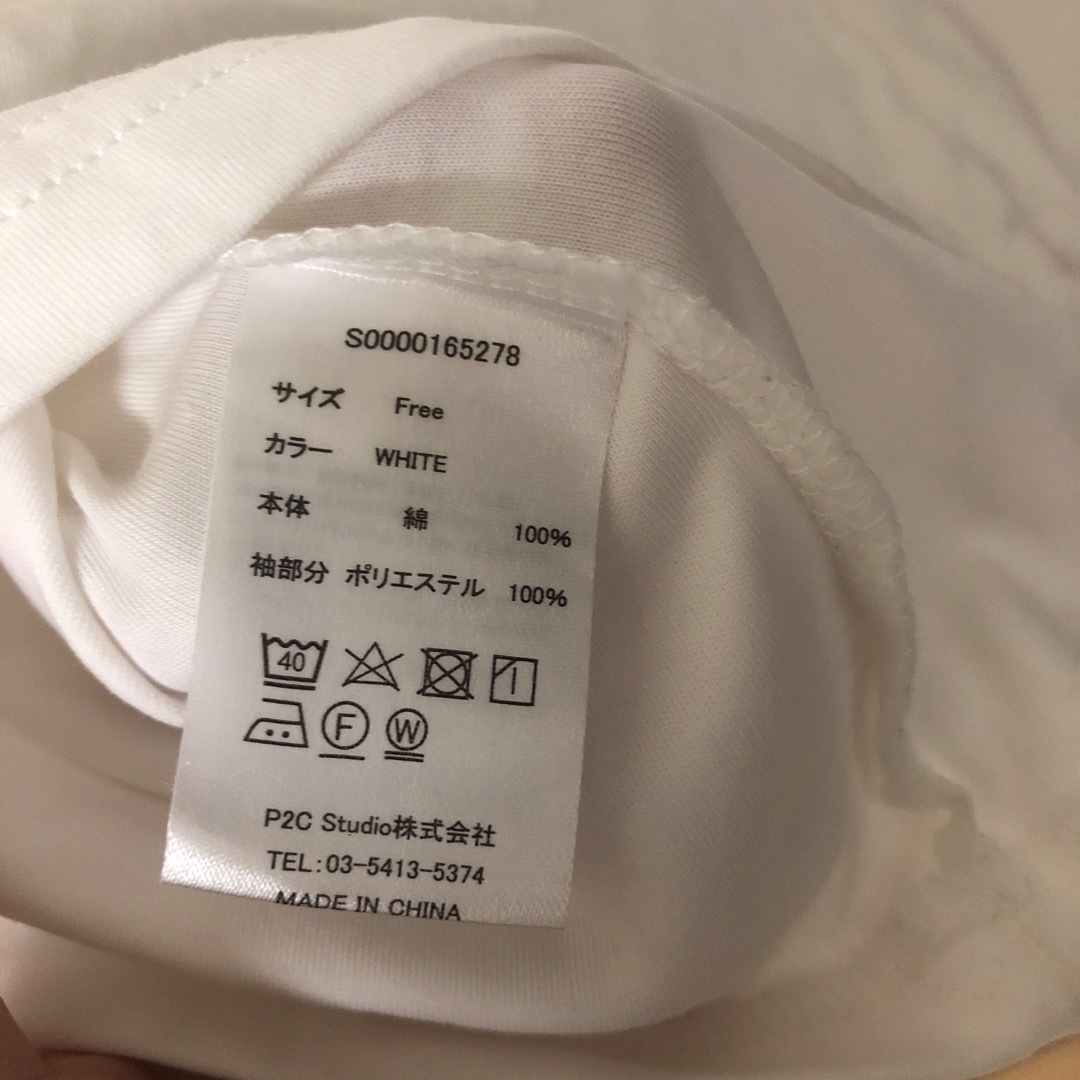 S0000165278
サイズ Free
カラー WHITE
本体 綿 100%
袖部分 ポリエステル 100%
40
F W
P2C Studio株式会社
TEL:03-5413-5374
MADE IN CHINA